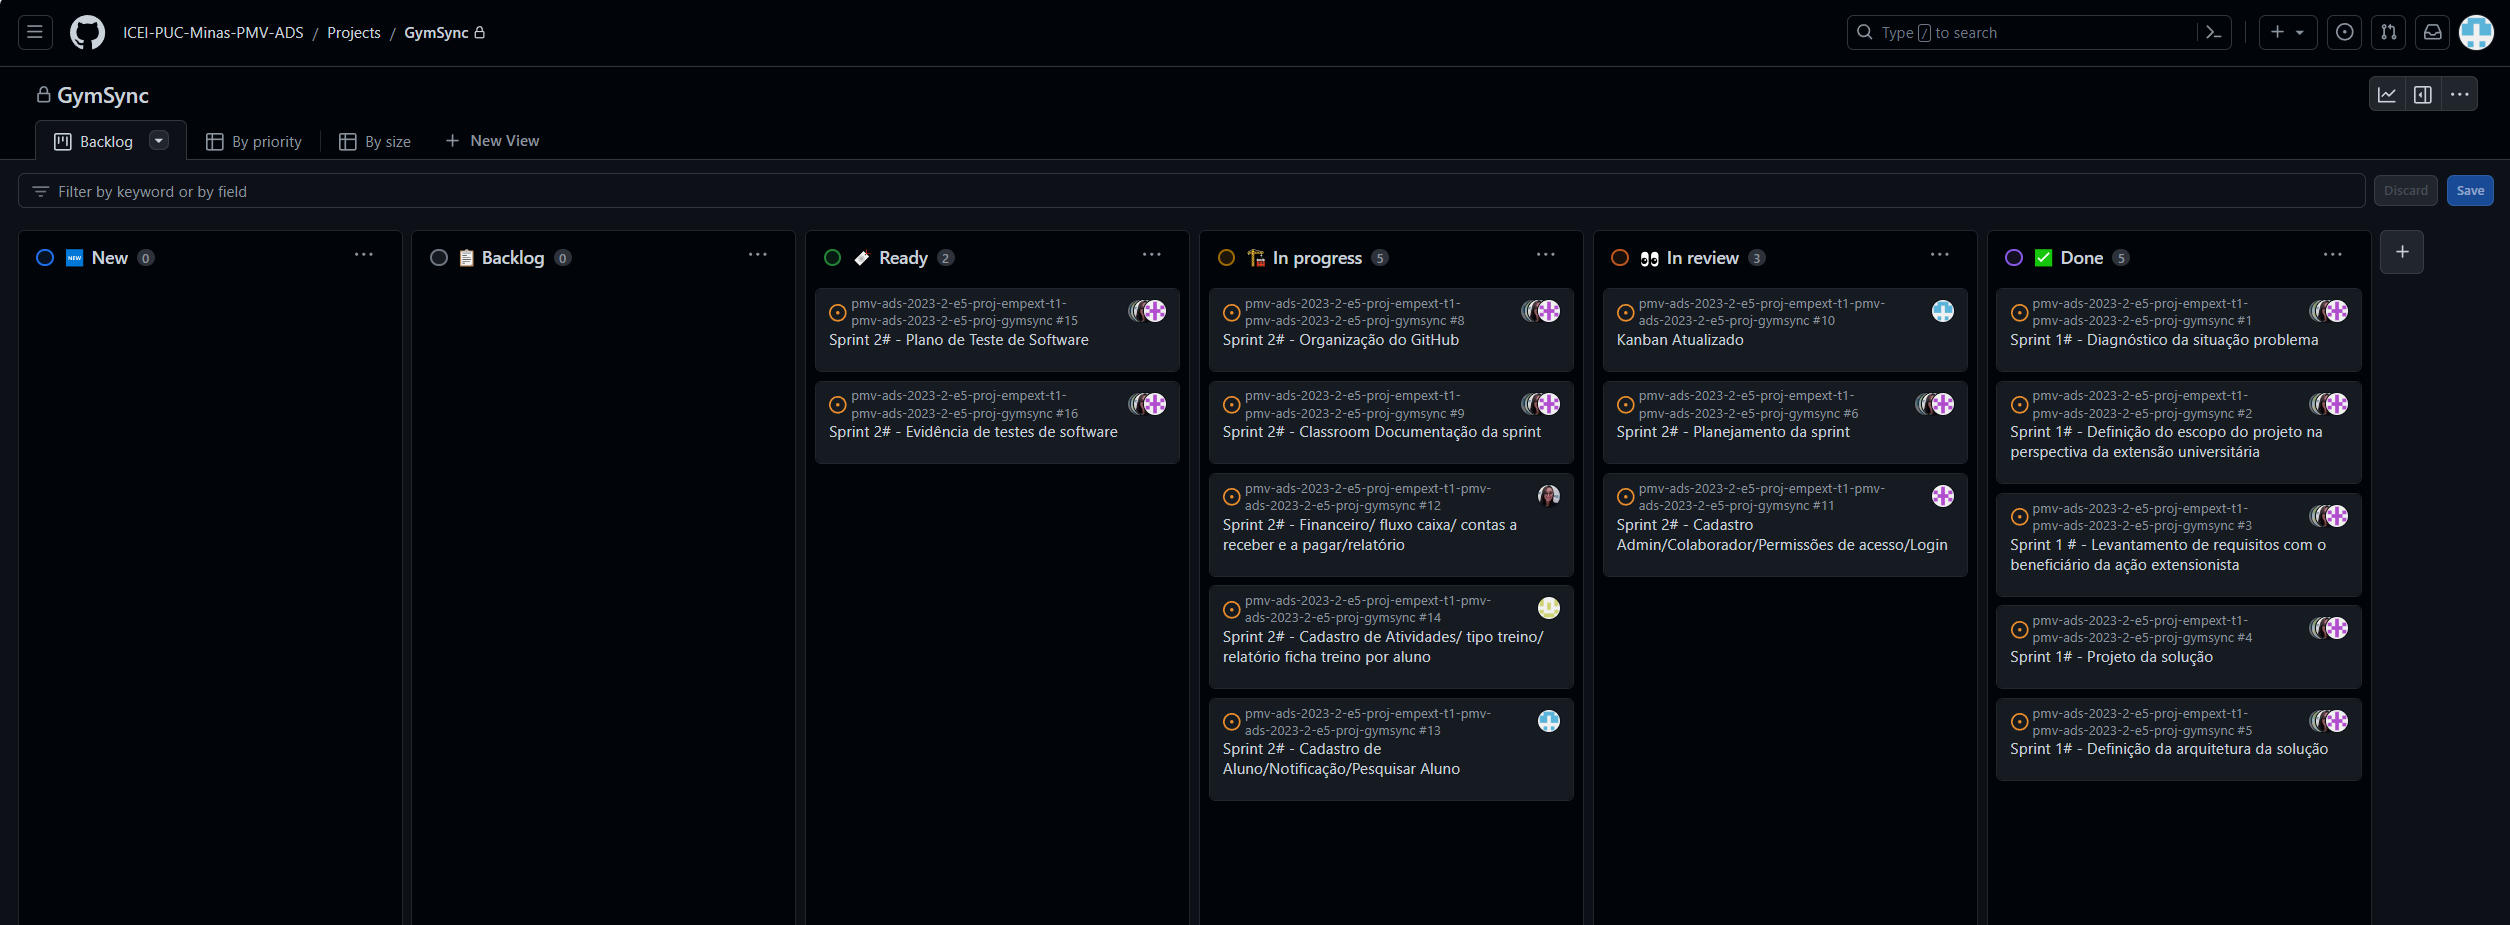 ICEI-PUC-Minas-PMV-ADS / Projects / GymSync
Type / to search
GymSync
Backlog
By priority
By size
New View
Filter by keyword or by field
Discard
Save
NEW New 0
Backlog 0
Ready 2
pmv-ads-2023-2-e5-proj-empext-t1-
pmv-ads-2023-2-e5-proj-gymsync #15
Sprint 2# - Plano de Teste de Software
pmv-ads-2023-2-e5-proj-empext-t1-
pmv-ads-2023-2-e5-proj-gymsync #16
Sprint 2# - Evidência de testes de software
In progress 5
pmv-ads-2023-2-e5-proj-empext-t1-
pmv-ads-2023-2-e5-proj-gymsync #8
Sprint 2# - Organização do GitHub
pmv-ads-2023-2-e5-proj-empext-t1-
pmv-ads-2023-2-e5-proj-gymsync #9
Sprint 2# - Classroom Documentação da sprint
pmv-ads-2023-2-e5-proj-empext-t1-pmv-
ads-2023-2-e5-proj-gymsync #12
Sprint 2# - Financeiro/ fluxo caixa/ contas a
receber e a pagar/relatório
pmv-ads-2023-2-e5-proj-empext-t1-pmv-
ads-2023-2-e5-proj-gymsync #14
Sprint 2# - Cadastro de Atividades/ tipo treino/
relatório ficha treino por aluno
pmv-ads-2023-2-e5-proj-empext-t1-pmv-
ads-2023-2-e5-proj-gymsync #13
Sprint 2# - Cadastro de
Aluno/Notificação/Pesquisar Aluno
In review 3
pmv-ads-2023-2-e5-proj-empext-t1-pmv-
ads-2023-2-e5-proj-gymsync #10
Kanban Atualizado
pmv-ads-2023-2-e5-proj-empext-t1-
pmv-ads-2023-2-e5-proj-gymsync #6
Sprint 2# - Planejamento da sprint
pmv-ads-2023-2-e5-proj-empext-t1-pmv-
ads-2023-2-e5-proj-gymsync #11
Sprint 2# - Cadastro
Admin/Colaborador/Permissões de acesso/Login
Done 5
pmv-ads-2023-2-e5-proj-empext-t1-
pmv-ads-2023-2-e5-proj-gymsync #1
Sprint 1# - Diagnóstico da situação problema
pmv-ads-2023-2-e5-proj-empext-t1-
pmv-ads-2023-2-e5-proj-gymsync #2
Sprint 1# - Definição do escopo do projeto na
perspectiva da extensão universitária
pmv-ads-2023-2-e5-proj-empext-t1-
pmv-ads-2023-2-e5-proj-gymsync #3
Sprint 1 # - Levantamento de requisitos com o
beneficiário da ação extensionista
pmv-ads-2023-2-e5-proj-empext-t1-
pmv-ads-2023-2-e5-proj-gymsync #4
Sprint 1# - Projeto da solução
pmv-ads-2023-2-e5-proj-empext-t1-
pmv-ads-2023-2-e5-proj-gymsync #5
Sprint 1# - Definição da arquitetura da solução